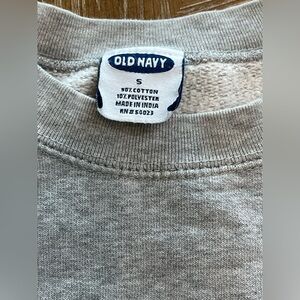 OLD NAVY
S
90% COTTON
10% POLYESTER
MADE IN INDIA
RN#54023